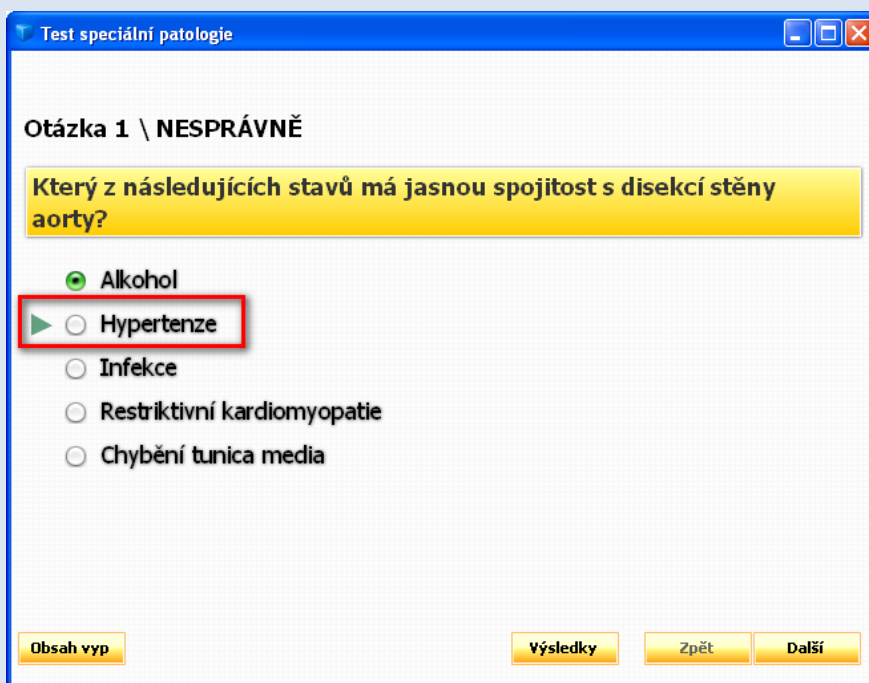 Test speciální patologie
Otázka 1 \ NESPRÁVNĚ
Který z následujících stavů má jasnou spojitost s disekcí stěny
aorty?
Alkohol
Hypertenze
Infekce
Restriktivní kardiomyopatie
Chybění tunica media
Obsah vyp
Výsledky
Zpět
Další